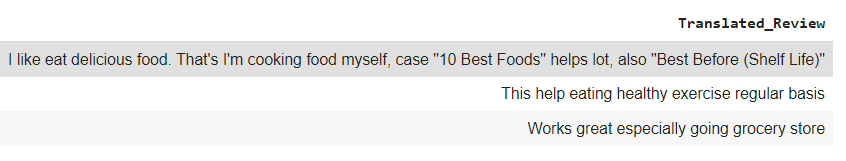 Translated_Review
I like eat delicious food. That's I'm cooking food myself, case "10 Best Foods" helps lot, also "Best Before (Shelf Life)"
This help eating healthy exercise regular basis
Works great especially going grocery store